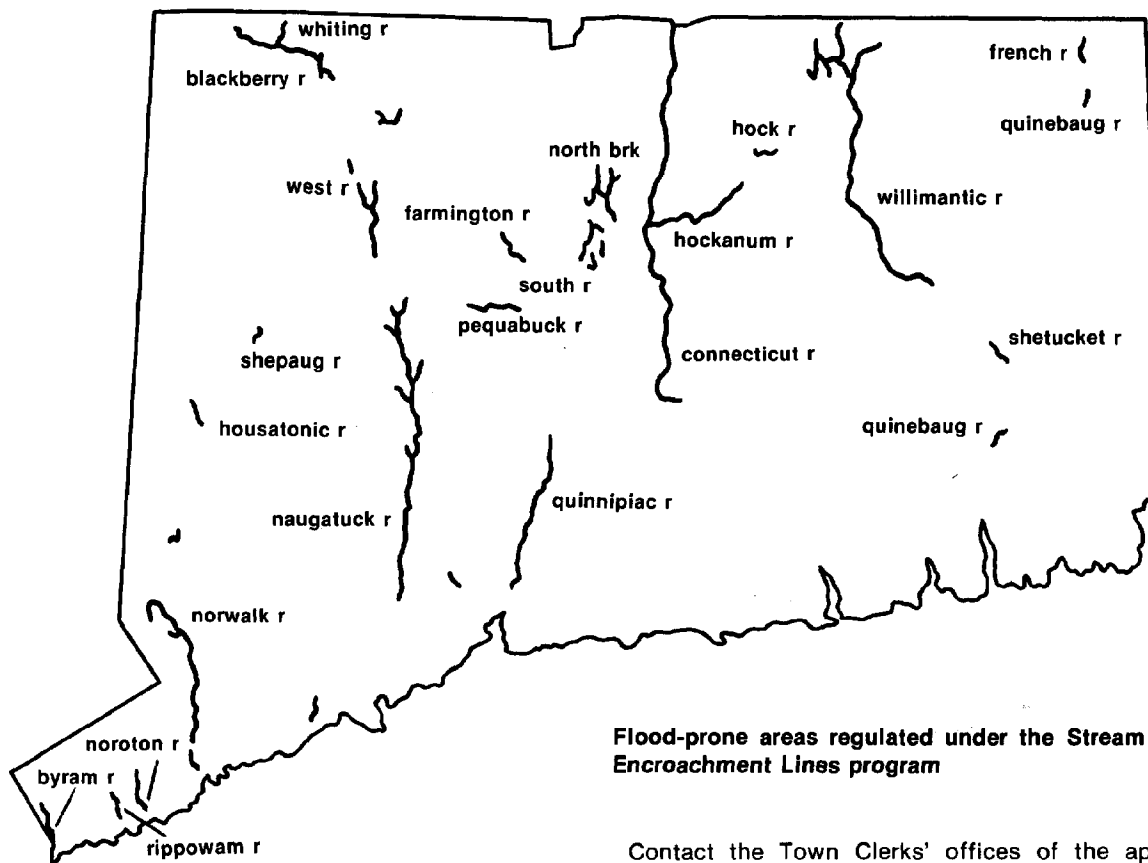 whiting r
french r
blackberry r
quinebaug r
hock r
north brk
west r
willimantic r
farmington r
hockanum r
south r
pequabuck r
shetucket r
connecticut r
shepaug r
quinebaug r
housatonic r
quinnipiac r
naugatuck r
norwalk r
noroton r
byram r
rippowam r
Flood-prone areas regulated under the Stream
Encroachment Lines program
Contact the Town Clerks' offices of the ap